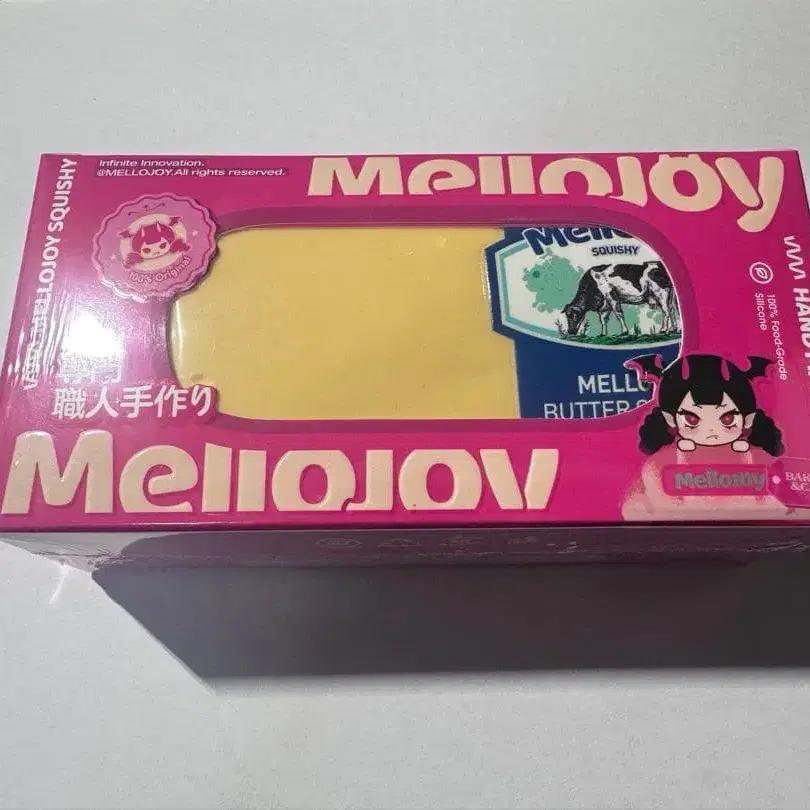 Infinite Innovation.
@MELLOJOY.All rights reserved.
Mellojoy
MELLOJOY SQUISHY
100% Original
SQUISHY
100% Food-Grade
Silicone
BUTTER
職人手作り
Mellojoy
Mellojoy